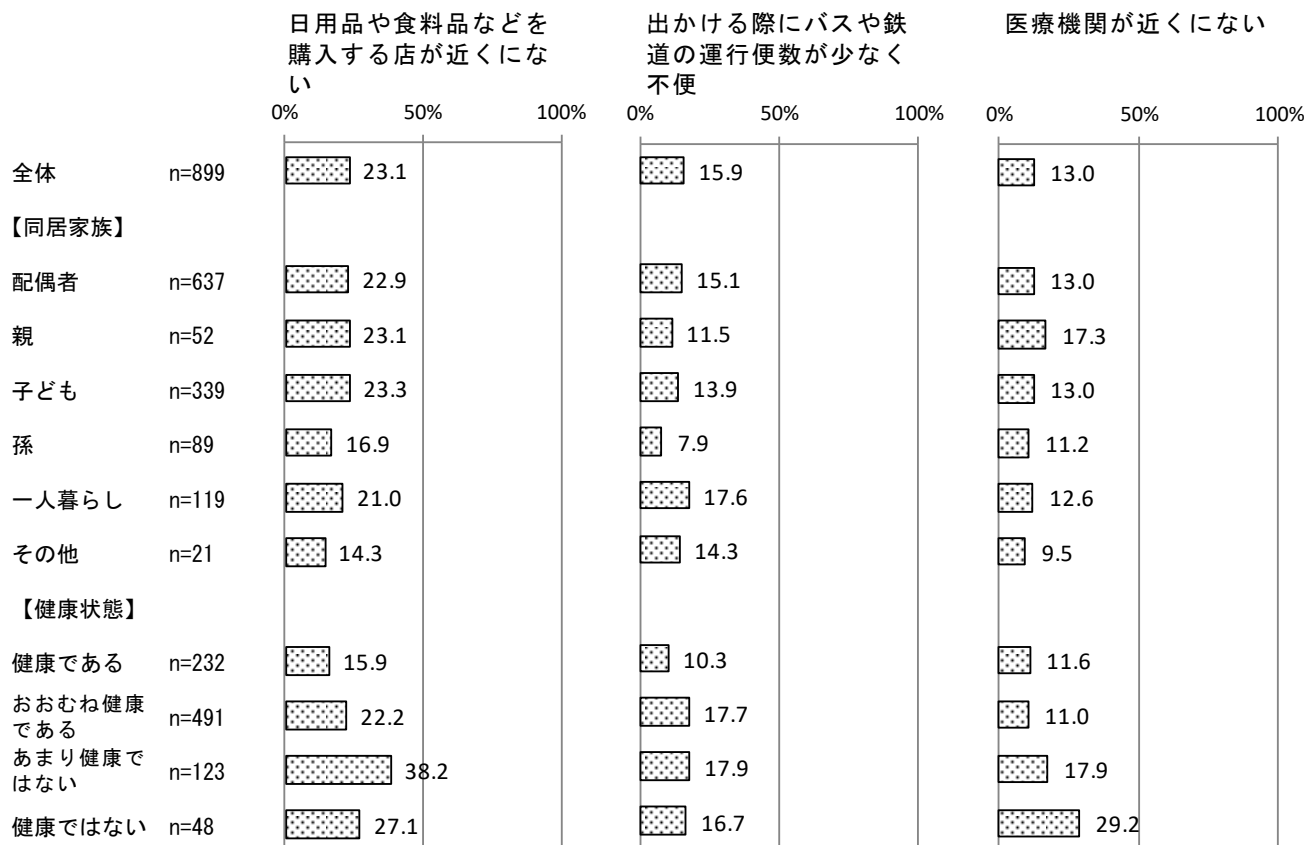 日用品や食料品などを
購入する店が近くにな
い
出かける際にバスや鉄
道の運行便数が少なく
不便
医療機関が近くにない
0% 50% 100% 0% 50% 100% 0% 50% 100%
全体 n=899 23.1 15.9 13.0
【同居家族】
配偶者 n=637 22.9 15.1 13.0
親 n=52 23.1 11.5 17.3
子ども n=339 23.3 13.9 13.0
孫 n=89 16.9 7.9 11.2
一人暮らし n=119 21.0 17.6 12.6
その他 n=21 14.3 14.3 9.5
【健康状態】
健康である n=232 15.9 10.3 11.6
おおむね健康
である n=491 22.2 17.7 11.0
あまり健康で
はない n=123 38.2 17.9 17.9
健康ではない n=48 27.1 16.7 29.2